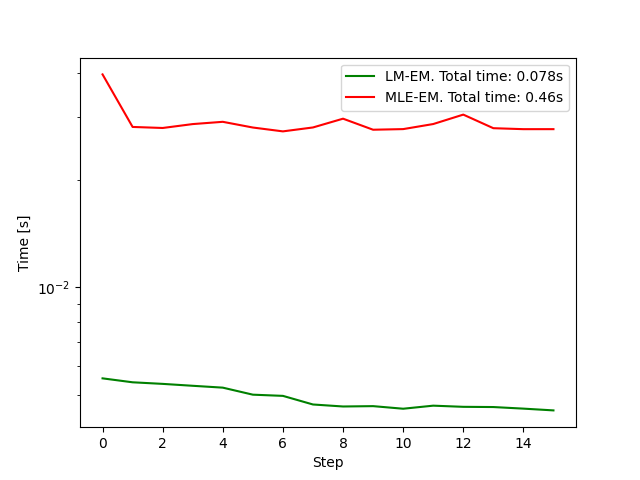 LM-EM. Total time: 0.078s
MLE-EM. Total time: 0.46s
Time [s]
10⁻²
0 2 4 6 8 10 12 14
Step